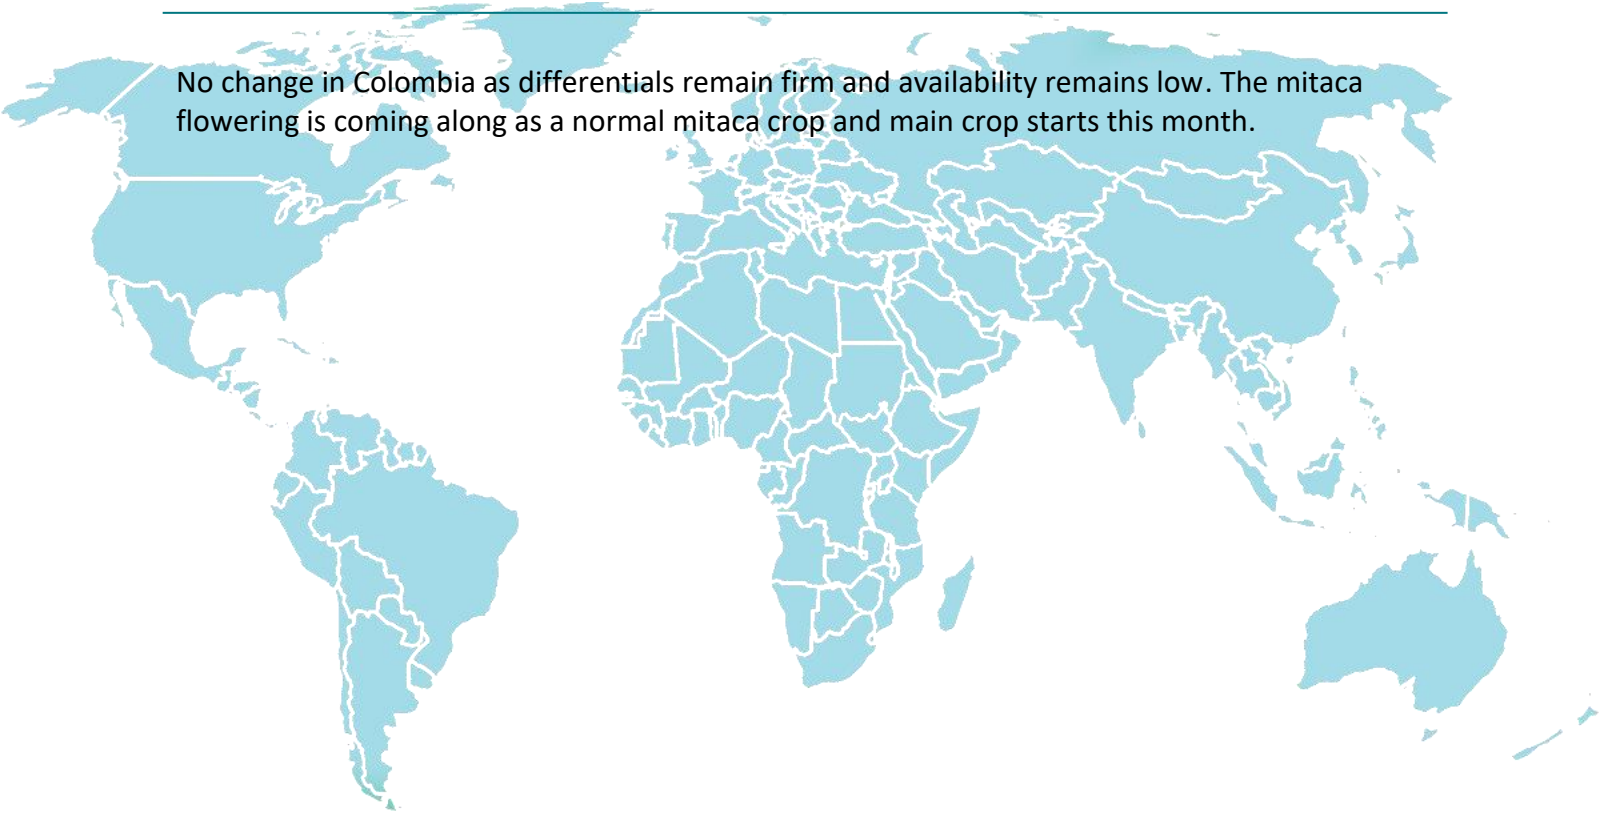 No change in Colombia as differentials remain firm and availability remains low. The mitaca
flowering is coming along as a normal mitaca crop and main crop starts this month.